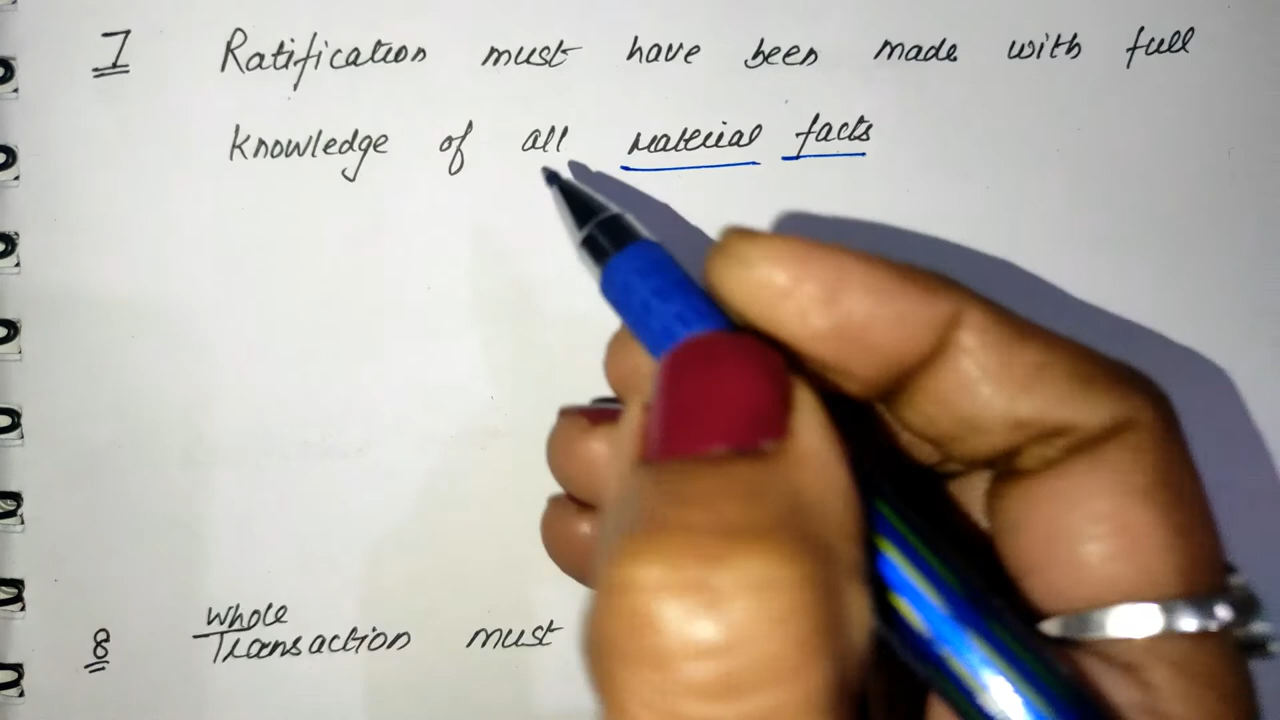 7 Ratification must have been made with full
knowledge of all material facts
whole
8 Transaction must